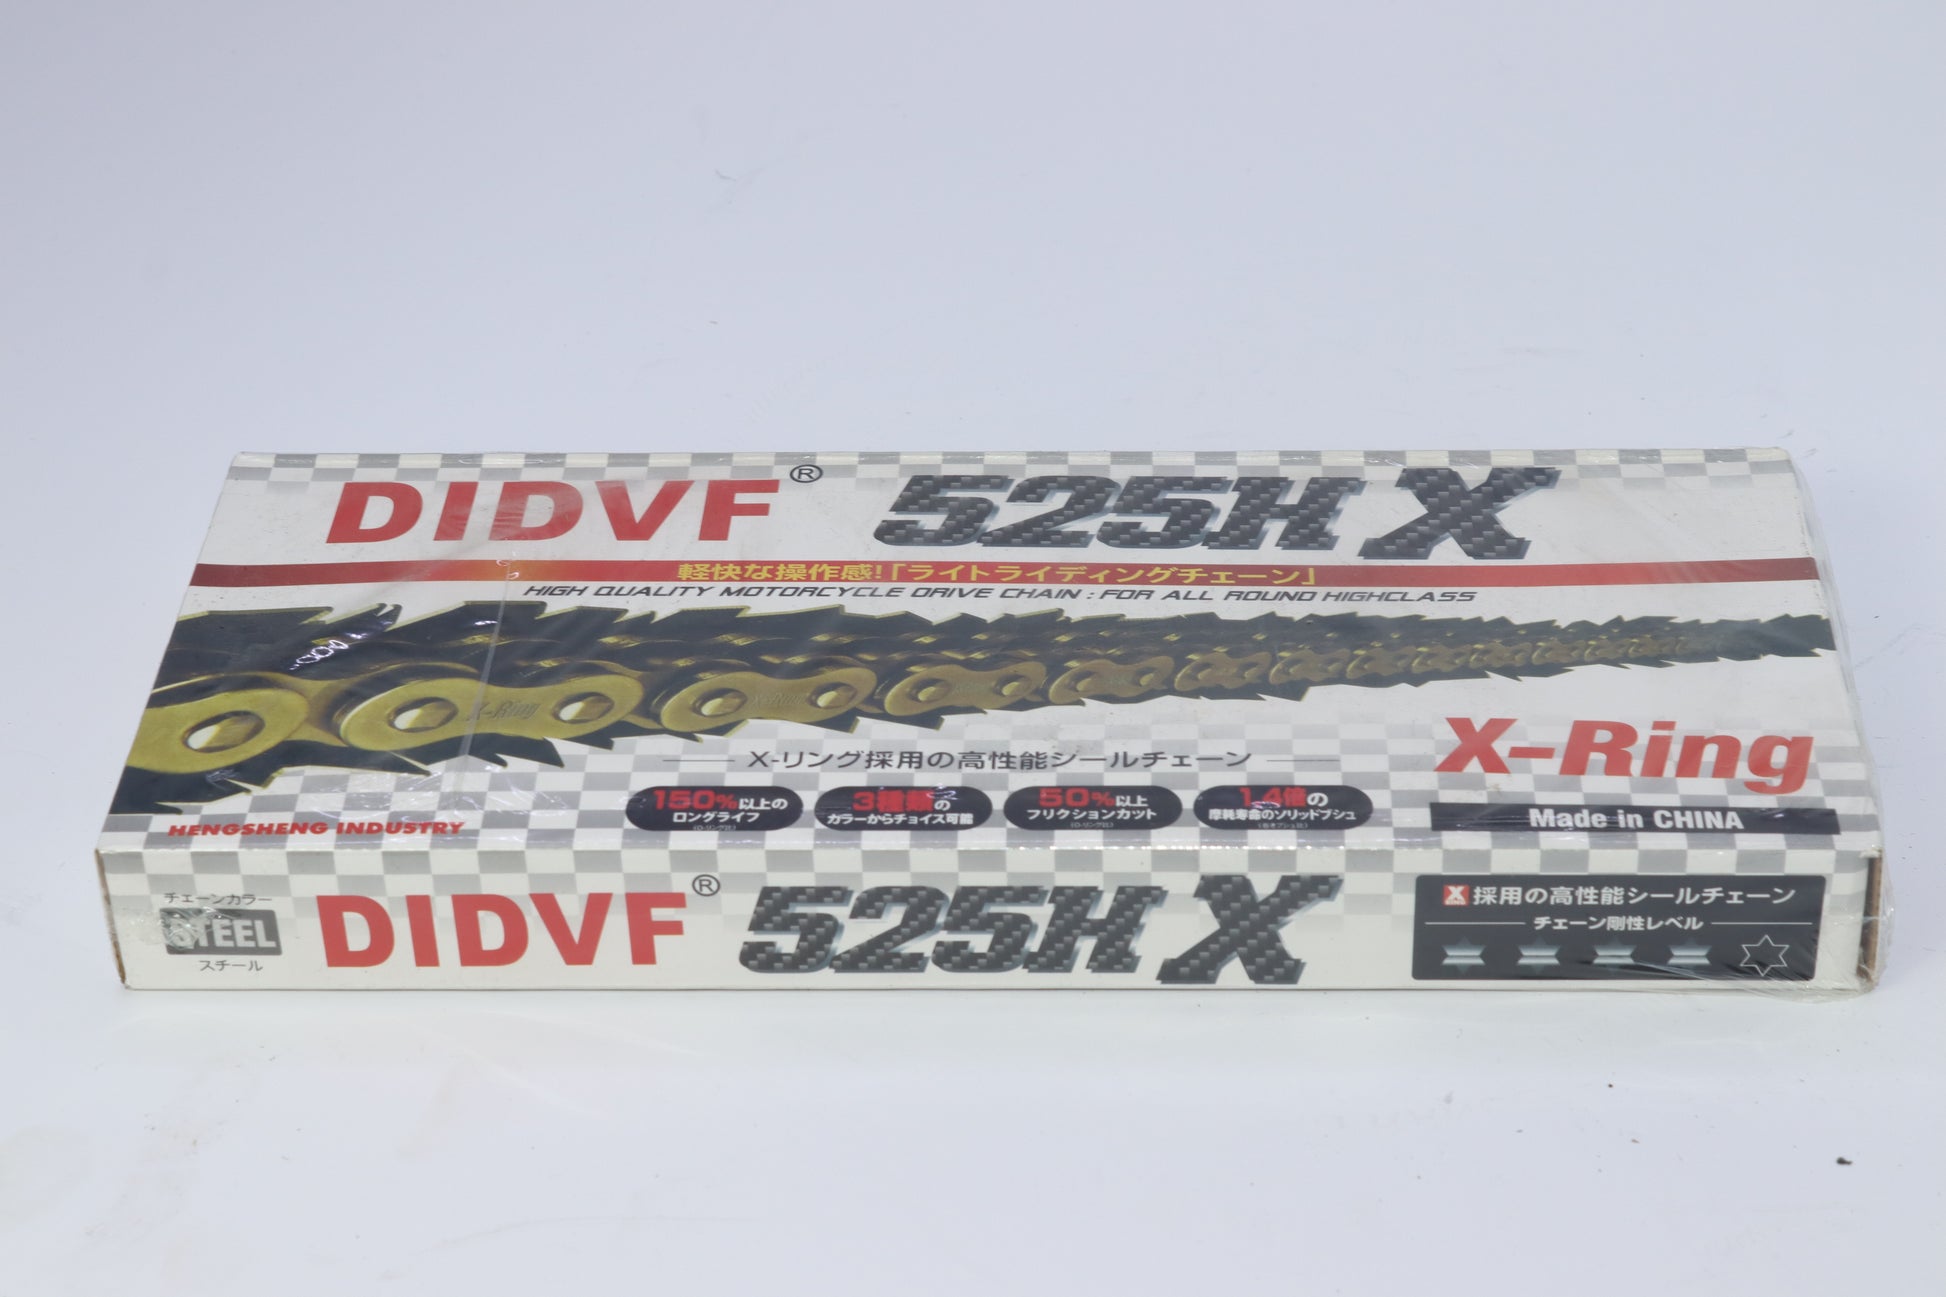 DIDVF® 525H X
軽快な操作感!「ライトライディングチェーン」
HIGH QUALITY MOTORCYCLE DRIVE CHAIN : FOR ALL ROUND HIGHCLASS
X-Ring
X-Ring
X-Ring
X-リング採用の高性能シールチェーン
150%以上の
ロングライフ
3種類の
カラーからチョイス可能
50%以上
フリクションカット
1.4倍の
摩耗寿命のソリッドブシュ
Made in CHINA
HENGSHENG INDUSTRY
チェーンカラー
STEEL
スチール
DIDVF® 525H X
X採用の高性能シールチェーン
チェーン剛性レベル